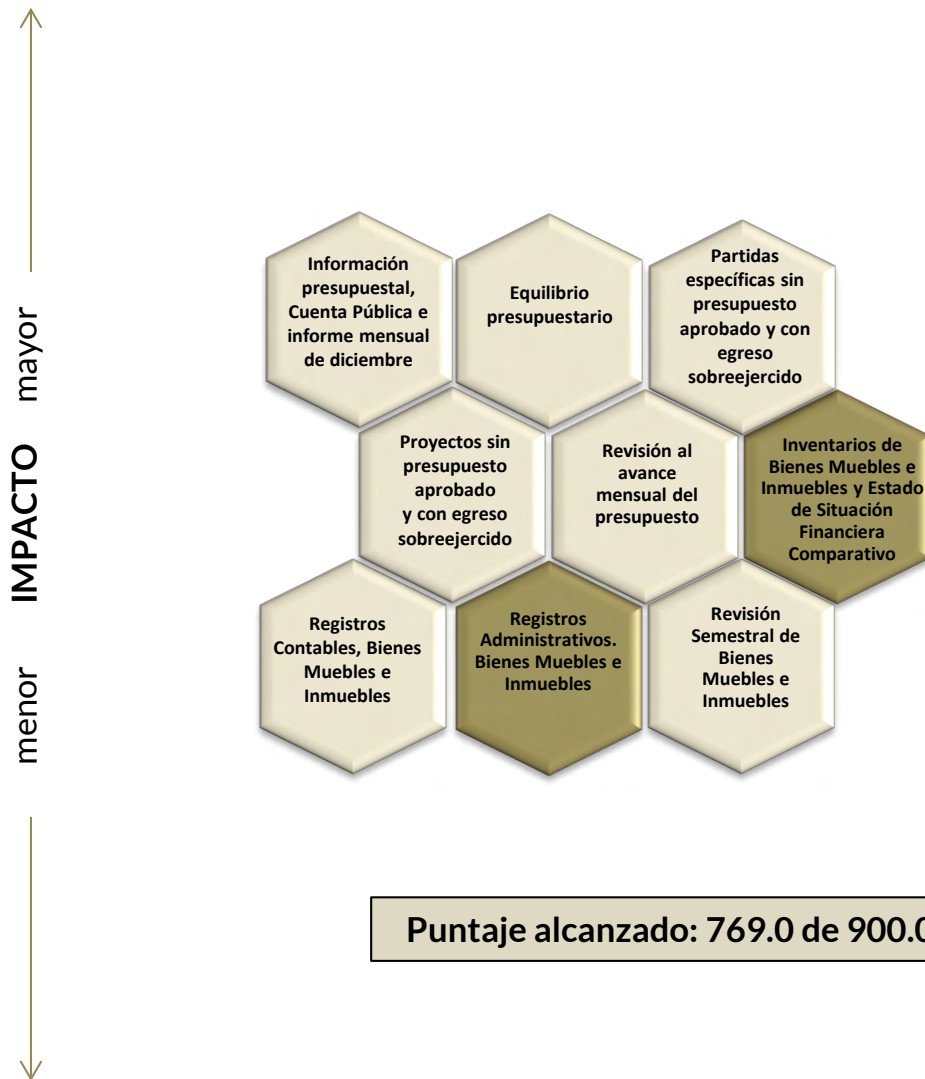 mayor
IMPACTO
menor
Información
presupuestal,
Cuenta Pública e
informe mensual
de diciembre
Equilibrio
presupuestario
Partidas
específicas sin
presupuesto
aprobado y con
egreso
sobreejercido
Proyectos sin
presupuesto
aprobado
y con egreso
sobreejercido
Revisión al
avance
mensual del
presupuesto
Inventarios de
Bienes Muebles e
Inmuebles y Estado
de Situación
Financiera
Comparativo
Registros
Contables, Bienes
Muebles e
Inmuebles
Registros
Administrativos.
Bienes Muebles e
Inmuebles
Revisión
Semestral de
Bienes
Muebles e
Inmuebles
Puntaje alcanzado: 769.0 de 900.0